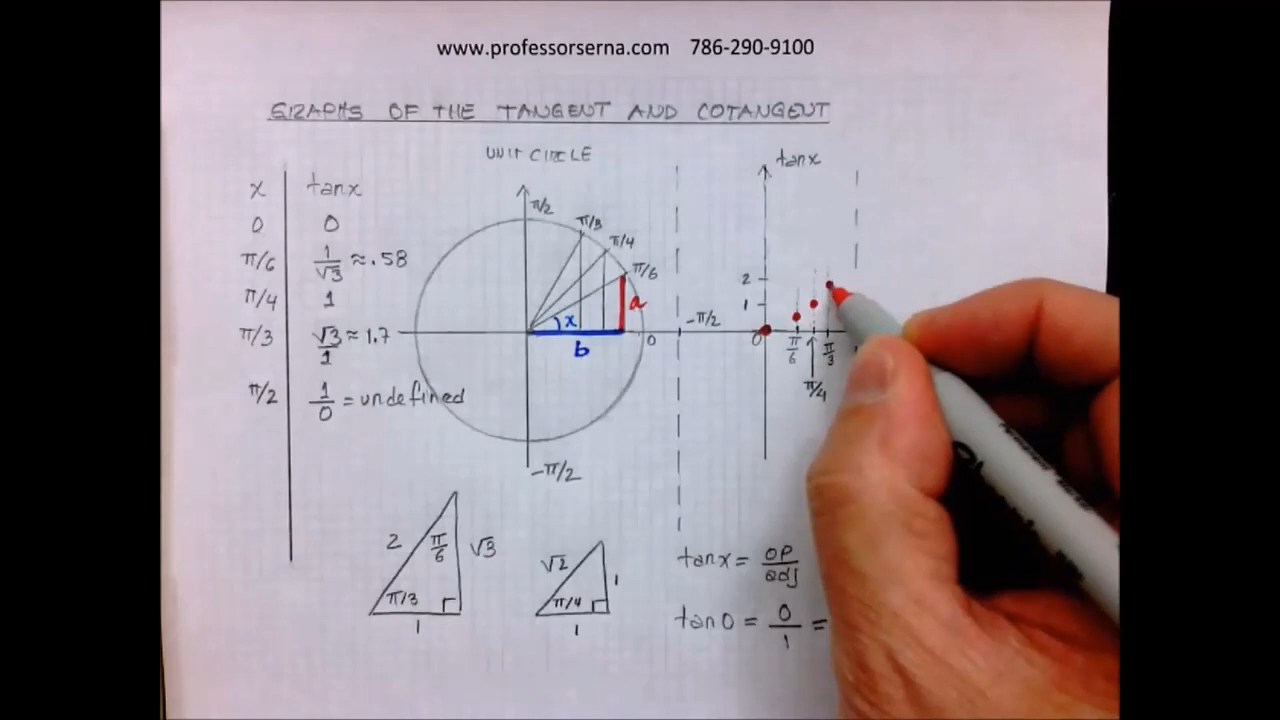 www.professorserna.com 786-290-9100
GRAPHS OF THE TANGENT AND COTANGENT
UNIT CIRCLE
x tanx
0 0
π/6 1/√3 ≈ .58
π/4 1
π/3 √3/1 ≈ 1.7
π/2 1/0 = undefined
π/2
π/3
π/4
π/6
a
x
b
0
-π/2
tanx
2
1
-π/2
0
π/6
π/3
π/4
2
π/6
√3
π/3
1
√2
1
π/4
1
tanx = op/adj
tan0 = 0/1 =